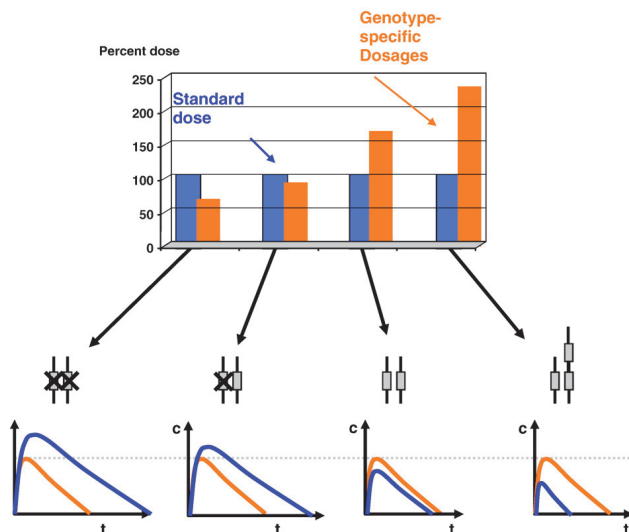 Genotype-
specific
Dosages
Percent dose
Standard
dose
250
200
150
100
50
0
c
c
c
t
t
t
t